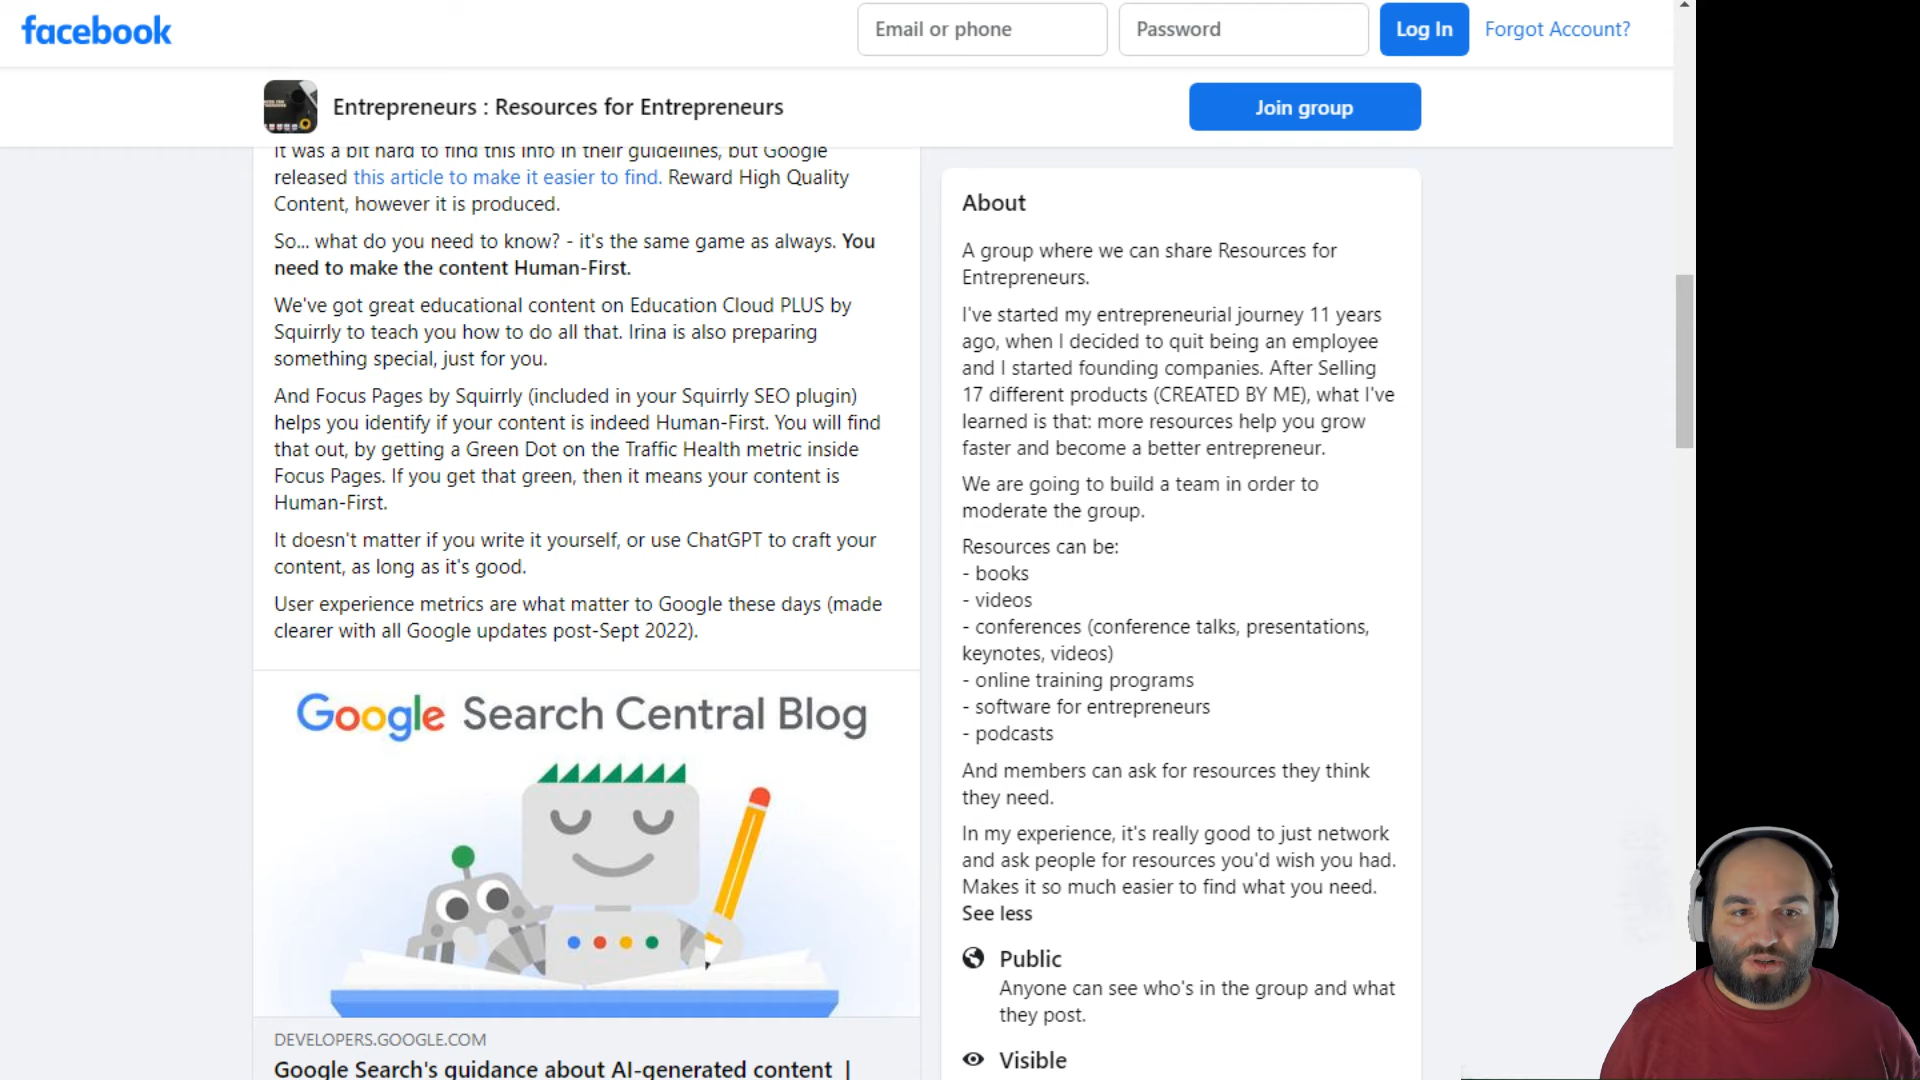 facebook
Email or phone
Password
Log In
Forgot Account?
Entrepreneurs : Resources for Entrepreneurs
Join group
It was a bit hard to find this info in their guidelines, but Google
released this article to make it easier to find. Reward High Quality
Content, however it is produced.
So... what do you need to know? - it's the same game as always. You
need to make the content Human-First.
We've got great educational content on Education Cloud PLUS by
Squirrly to teach you how to do all that. Irina is also preparing
something special, just for you.
And Focus Pages by Squirrly (included in your Squirrly SEO plugin)
helps you identify if your content is indeed Human-First. You will find
that out, by getting a Green Dot on the Traffic Health metric inside
Focus Pages. If you get that green, then it means your content is
Human-First.
It doesn't matter if you write it yourself, or use ChatGPT to craft your
content, as long as it's good.
User experience metrics are what matter to Google these days (made
clearer with all Google updates post-Sept 2022).
Google Search Central Blog
DEVELOPERS.GOOGLE.COM
Google Search's guidance about AI-generated content |
About
A group where we can share Resources for
Entrepreneurs.
I've started my entrepreneurial journey 11 years
ago, when I decided to quit being an employee
and I started founding companies. After Selling
17 different products (CREATED BY ME), what I've
learned is that: more resources help you grow
faster and become a better entrepreneur.
We are going to build a team in order to
moderate the group.
Resources can be:
- books
- videos
- conferences (conference talks, presentations,
keynotes, videos)
- online training programs
- software for entrepreneurs
- podcasts
And members can ask for resources they think
they need.
In my experience, it's really good to just network
and ask people for resources you'd wish you had.
Makes it so much easier to find what you need.
See less
Public
Anyone can see who's in the group and what
they post.
Visible